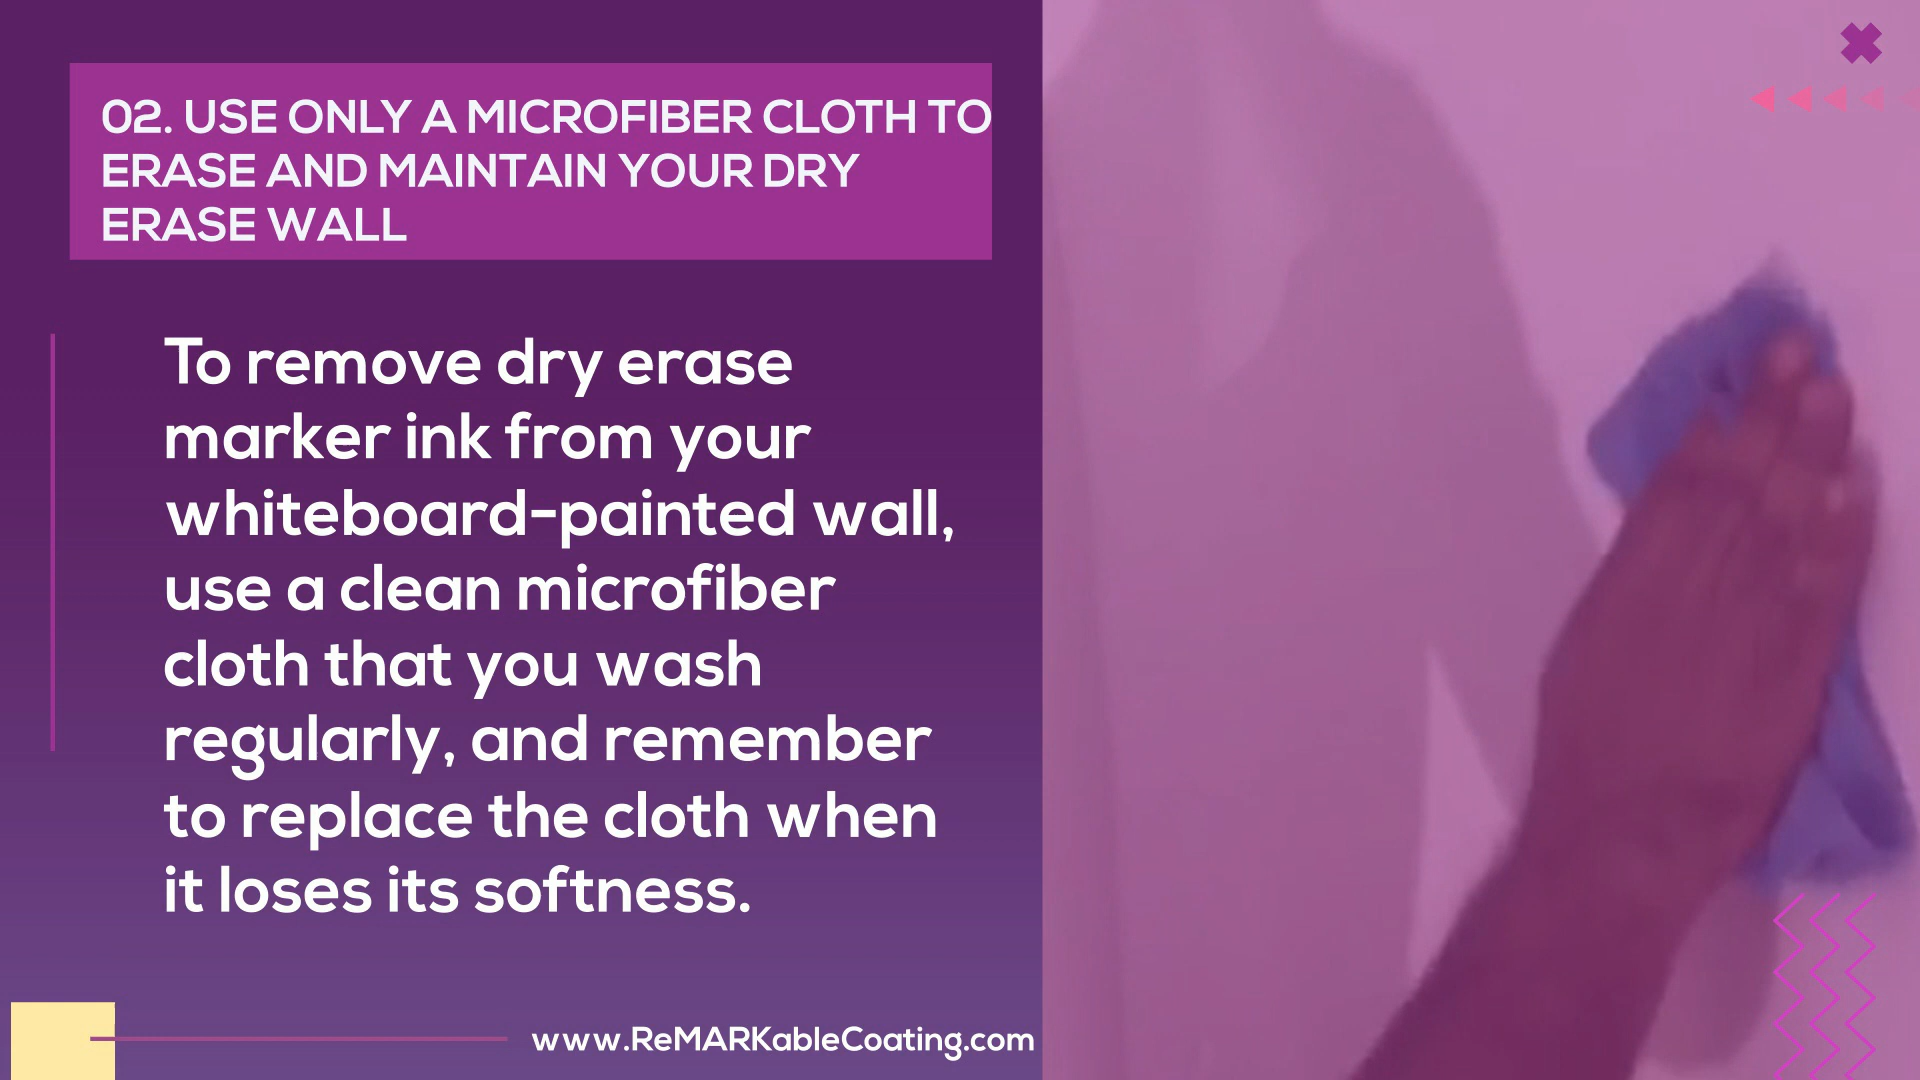 02. USE ONLY A MICROFIBER CLOTH TO
ERASE AND MAINTAIN YOUR DRY
ERASE WALL
To remove dry erase
marker ink from your
whiteboard-painted wall,
use a clean microfiber
cloth that you wash
regularly, and remember
to replace the cloth when
it loses its softness.
www.ReMARKableCoating.com